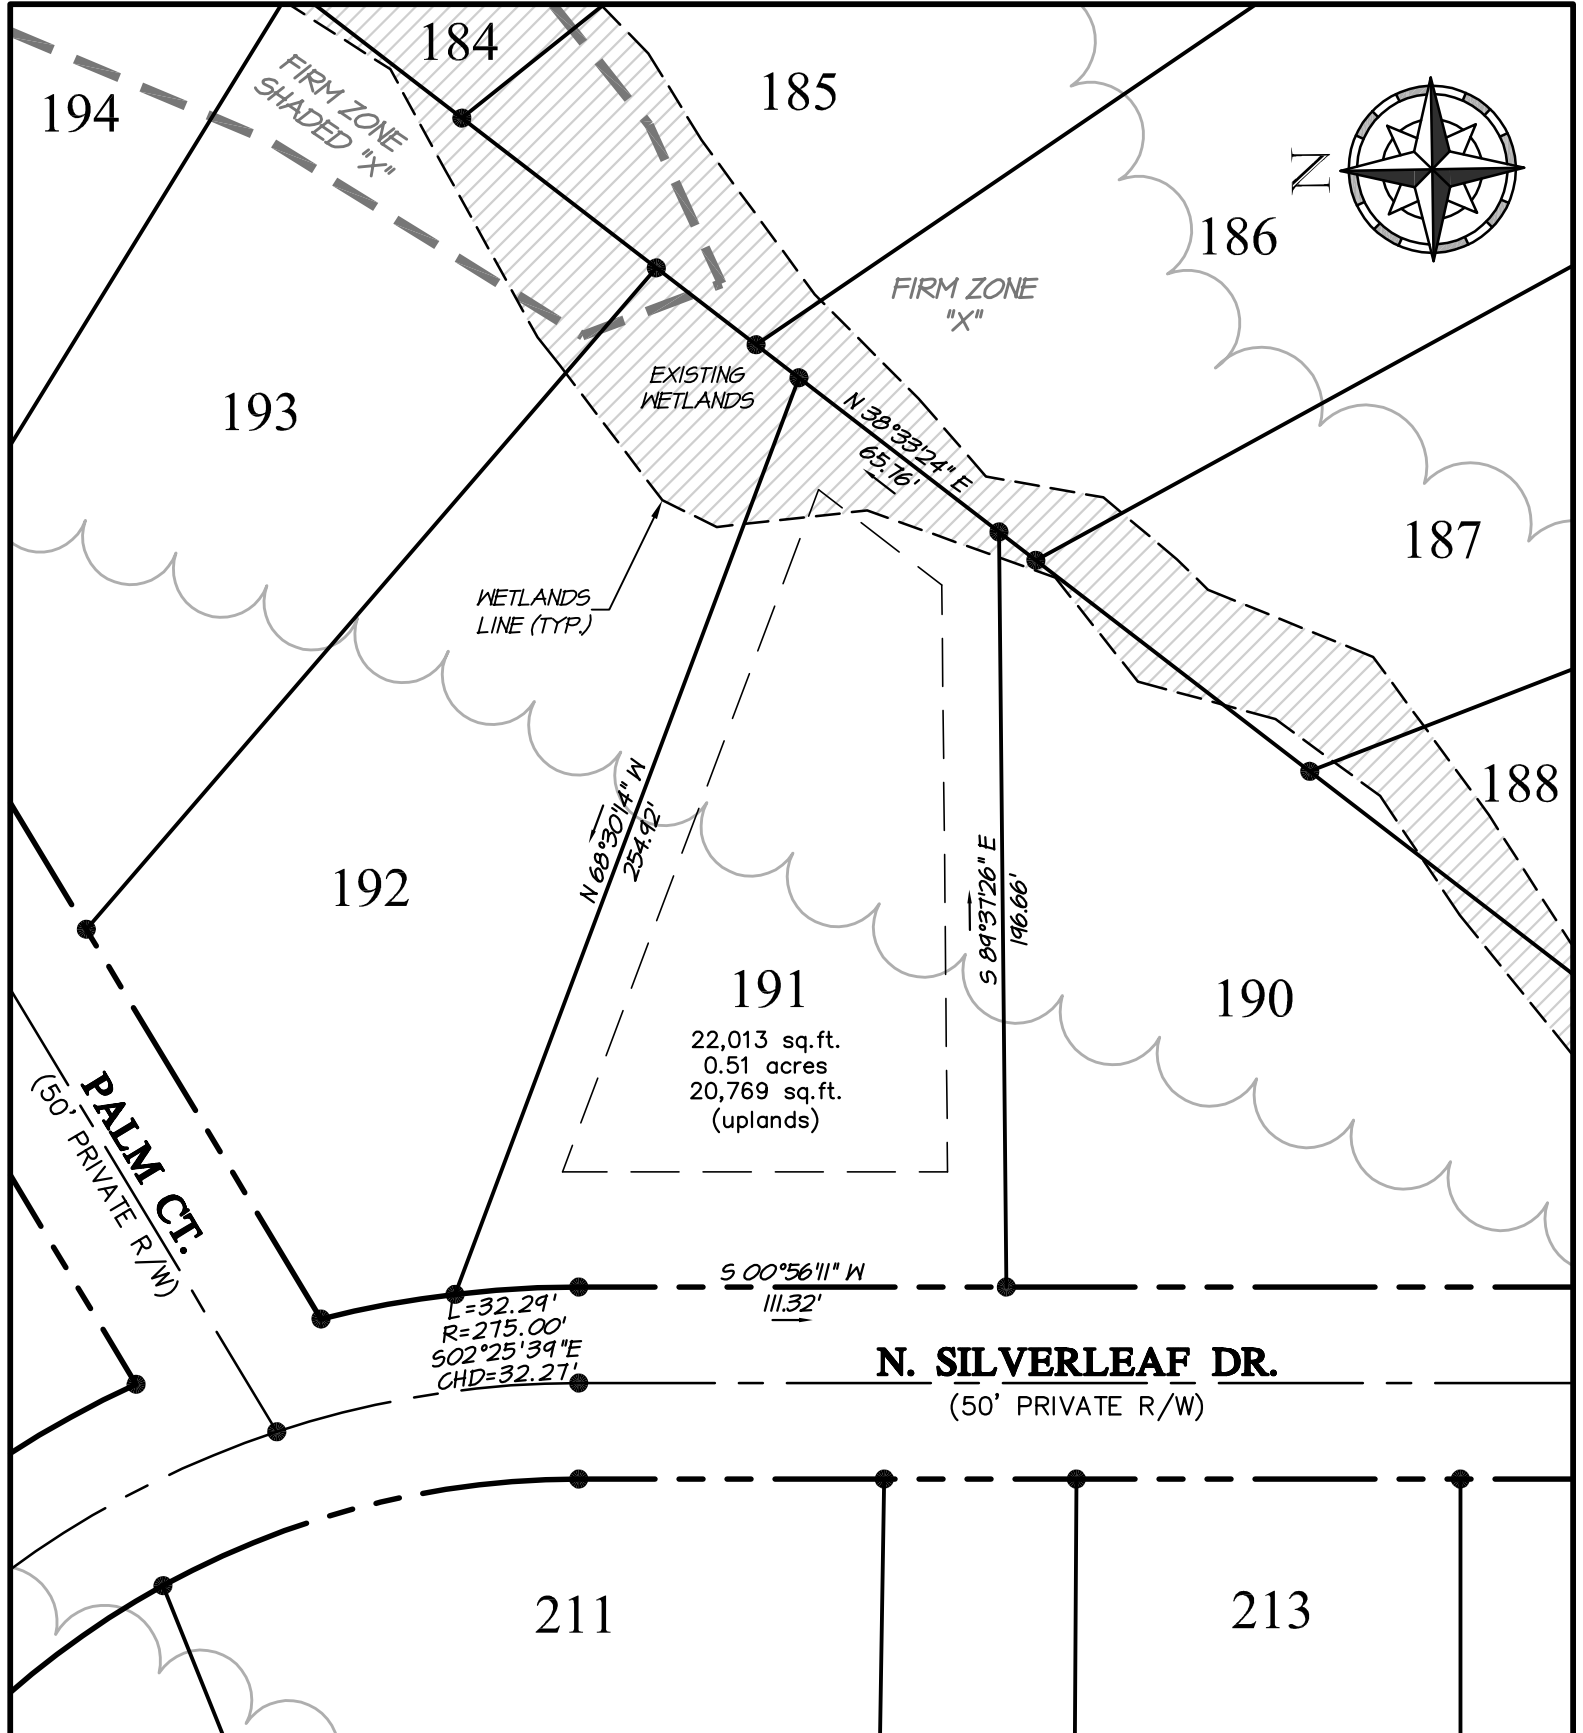 184
194
FIRM ZONE
SHADED "X"
185
N
186
FIRM ZONE
"X"
EXISTING
WETLANDS
193
N 38°33'24" E
65.76'
187
WETLANDS
LINE (TYP.)
188
N 68°30'14" W
254.92'
192
S 89°37'26" E
196.66'
191
22,013 sq.ft.
0.51 acres
20,769 sq.ft.
(uplands)
190
PALM CT.
(50' PRIVATE R/W)
S 00°56'11" W
111.32'
L=32.29'
R=275.00'
S02°25'39"E
CHD=32.27'
N. SILVERLEAF DR.
(50' PRIVATE R/W)
211
213